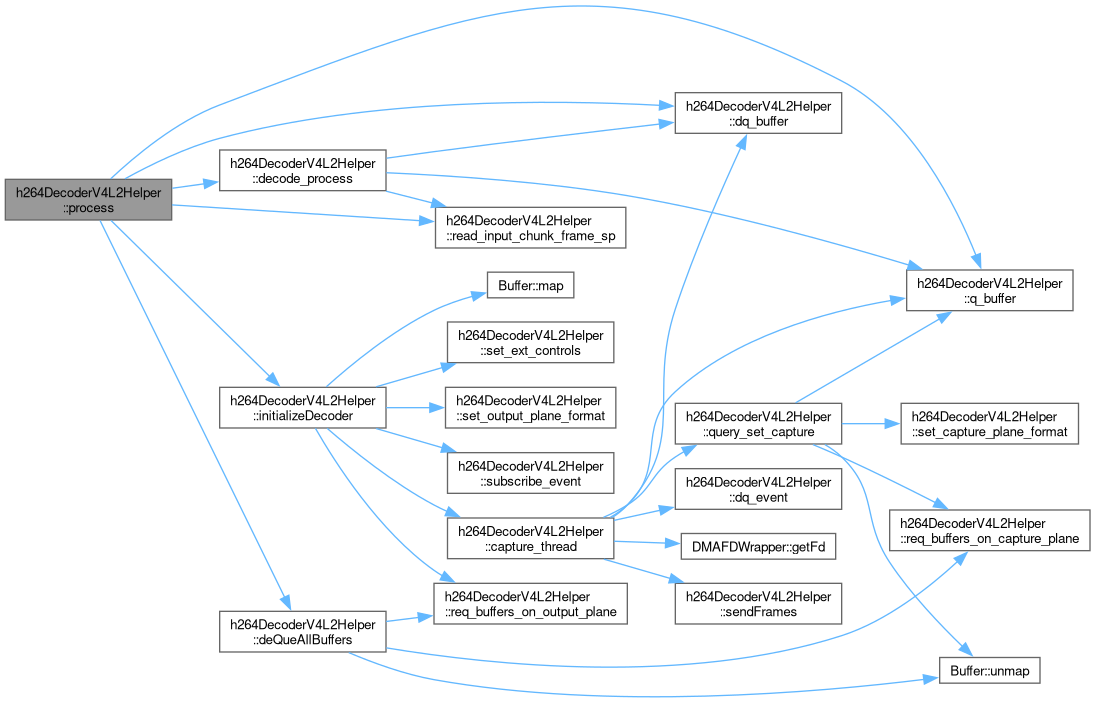 h264DecoderV4L2Helper
::process
h264DecoderV4L2Helper
::decode_process
h264DecoderV4L2Helper
::dq_buffer
h264DecoderV4L2Helper
::read_input_chunk_frame_sp
h264DecoderV4L2Helper
::q_buffer
Buffer::map
h264DecoderV4L2Helper
::set_ext_controls
h264DecoderV4L2Helper
::initializeDecoder
h264DecoderV4L2Helper
::set_output_plane_format
h264DecoderV4L2Helper
::query_set_capture
h264DecoderV4L2Helper
::set_capture_plane_format
h264DecoderV4L2Helper
::subscribe_event
h264DecoderV4L2Helper
::dq_event
h264DecoderV4L2Helper
::capture_thread
h264DecoderV4L2Helper
::req_buffers_on_capture_plane
DMAFDWrapper::getFd
h264DecoderV4L2Helper
::req_buffers_on_output_plane
h264DecoderV4L2Helper
::sendFrames
h264DecoderV4L2Helper
::deQueAllBuffers
Buffer::unmap